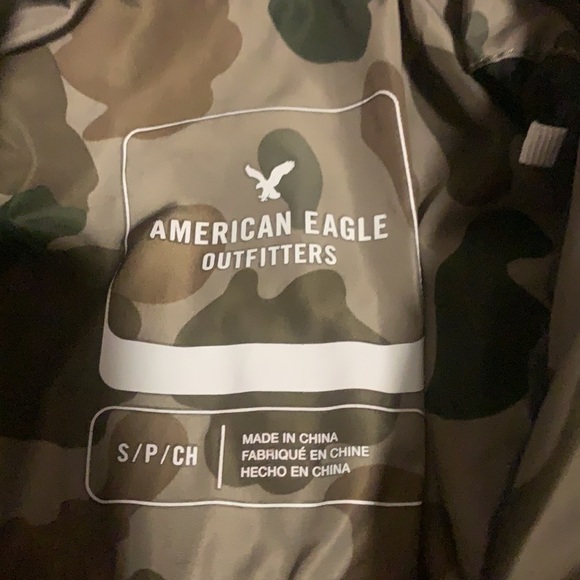 AMERICAN EAGLE
OUTFITTERS
S/P/CH
MADE IN CHINA
FABRIQUÉ EN CHINE
HECHO EN CHINA